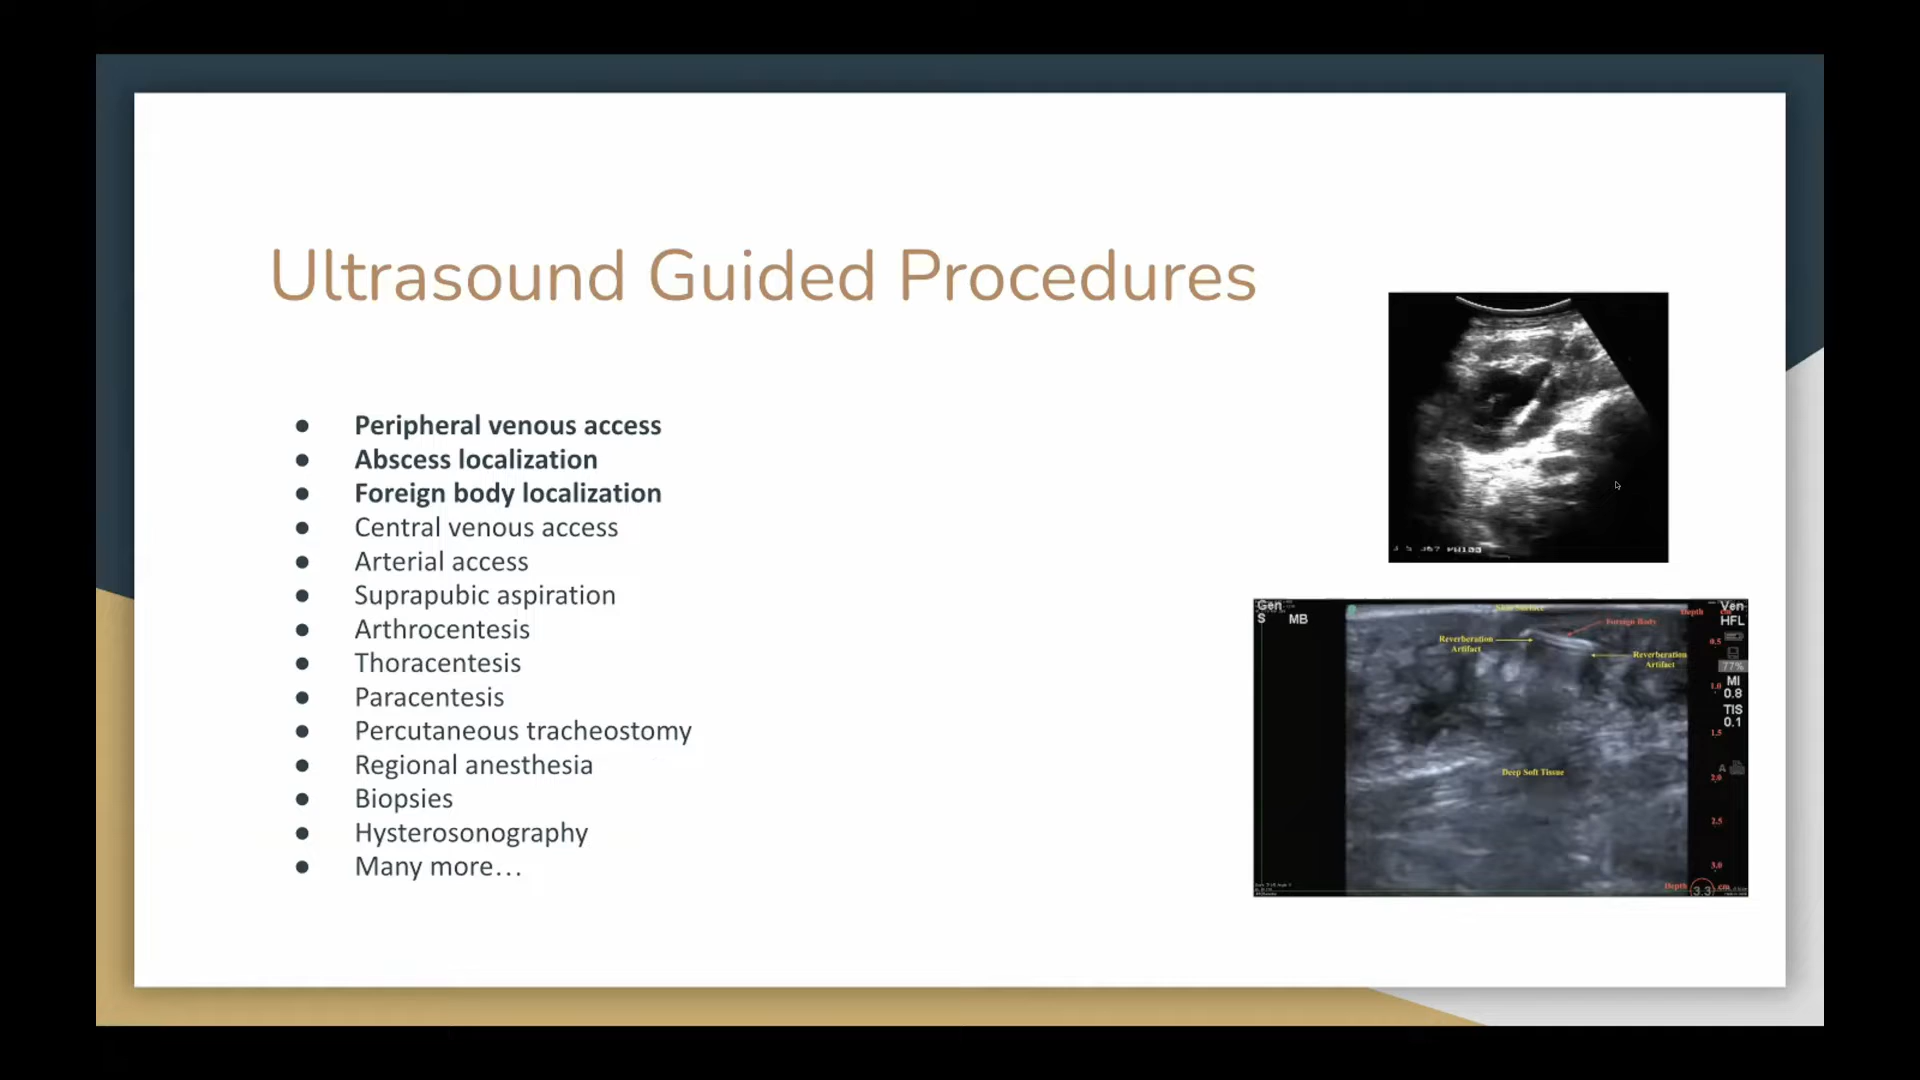 Ultrasound Guided Procedures
● Peripheral venous access
● Abscess localization
● Foreign body localization
● Central venous access
● Arterial access
● Suprapubic aspiration
● Arthrocentesis
● Thoracentesis
● Paracentesis
● Percutaneous tracheostomy
● Regional anesthesia
● Biopsies
● Hysterosonography
● Many more…
Gen
S MB
Skin Surface
Depth
Ven
HFL
Foreign Body
Reverberation
Artifact
Reverberation
Artifact
0.5
77%
MI
0.8
TIS
0.1
1.0
1.5
A
2.0
Deep Soft Tissue
2.5
3.0
Depth 3.3 cm